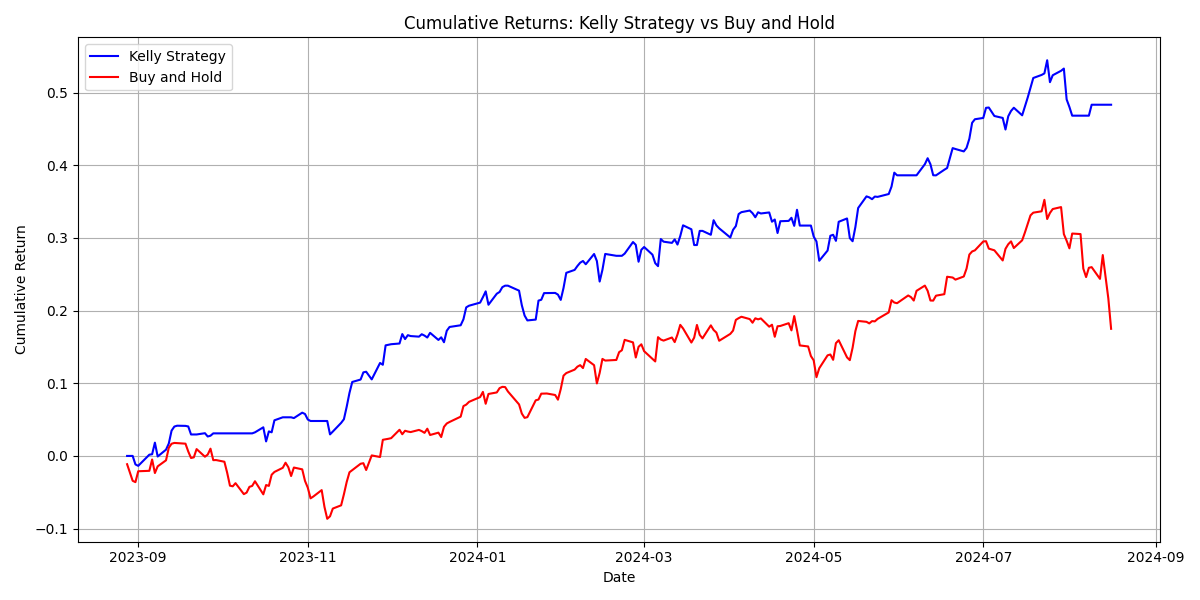 Cumulative Returns: Kelly Strategy vs Buy and Hold
Kelly Strategy
Buy and Hold
Cumulative Return
0.5
0.4
0.3
0.2
0.1
0.0
−0.1
2023-09 2023-11 2024-01 2024-03 2024-05 2024-07 2024-09
Date